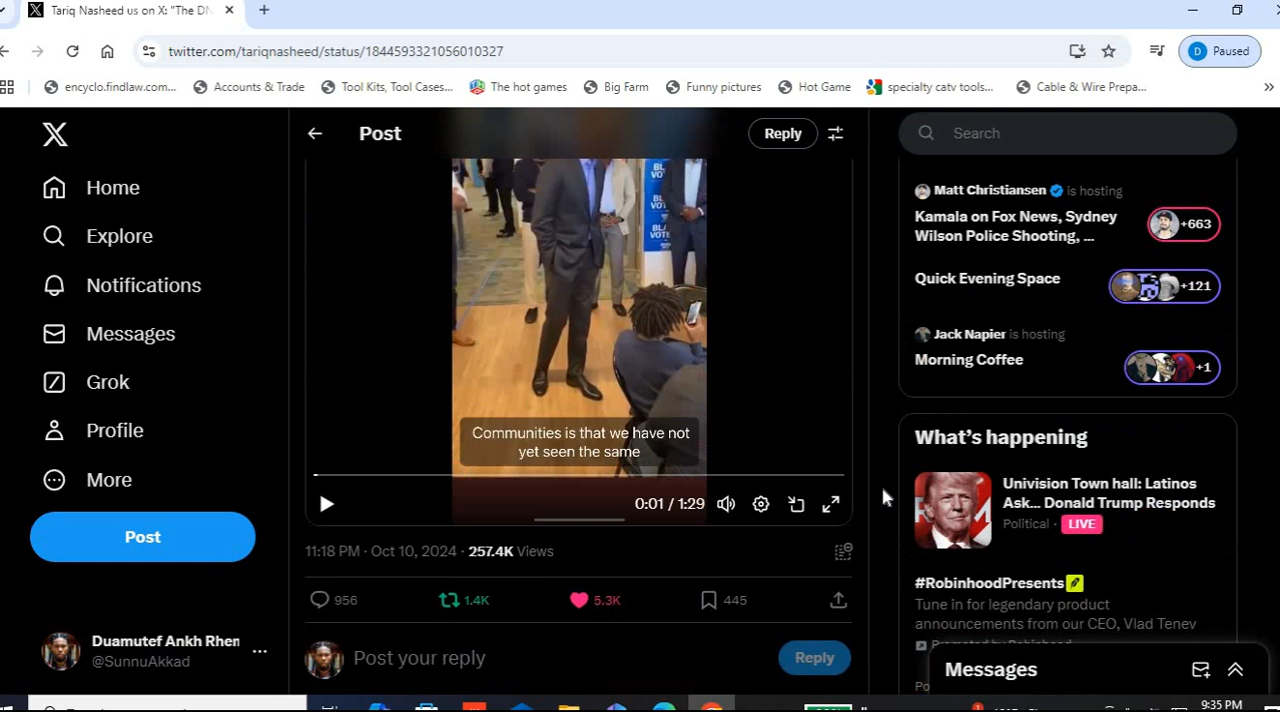 Tariq Nasheed us on X: "The DN
twitter.com/tariqnasheed/status/1844593321056010327
D Paused
encyclo.findlaw.com...
Accounts & Trade
Tool Kits, Tool Cases...
The hot games
Big Farm
Funny pictures
Hot Game
specialty catv tools...
Cable & Wire Prepa...
Home
Explore
Notifications
Messages
Grok
Profile
More
Post
Duamutef Ankh Rhen
@SunnuAkkad
Post
Reply
Communities is that we have not
yet seen the same
0:01 / 1:29
11:18 PM · Oct 10, 2024 · 257.4K Views
956
1.4K
5.3K
445
Post your reply
Reply
Search
Matt Christiansen is hosting
Kamala on Fox News, Sydney
Wilson Police Shooting, ...
+663
Quick Evening Space
+121
Jack Napier is hosting
Morning Coffee
+1
What's happening
Univision Town hall: Latinos
Ask... Donald Trump Responds
Political · LIVE
#RobinhoodPresents
Tune in for legendary product
announcements from our CEO, Vlad Tenev
Promoted by Robinhood
Po
Messages
9:35 PM